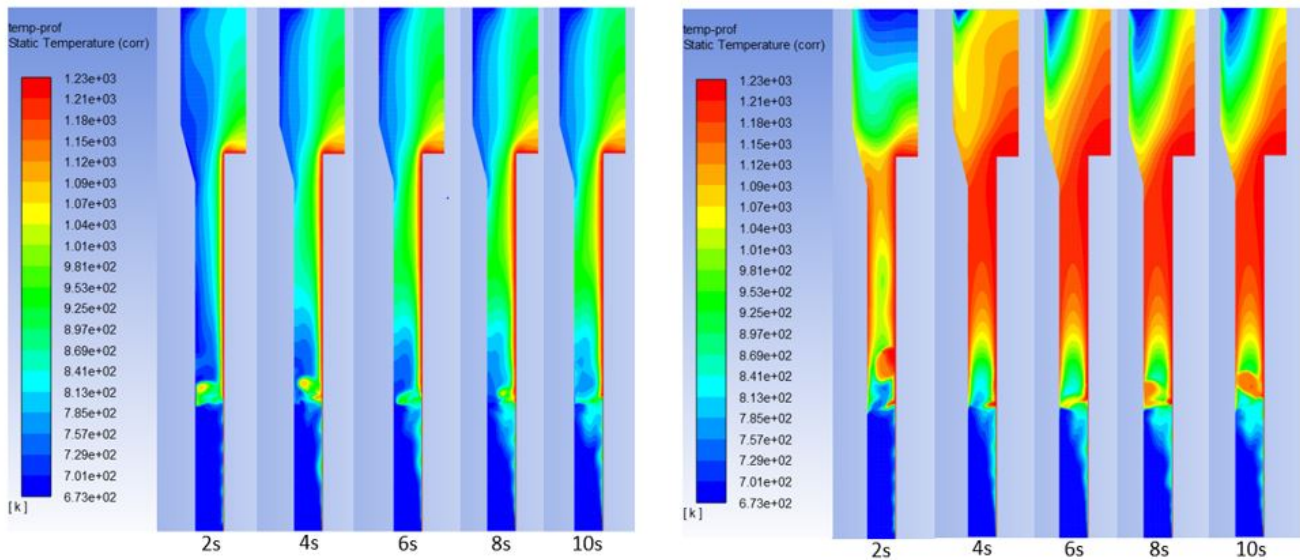 temp-prof
Static Temperature (corr)
1.23e+03
1.21e+03
1.18e+03
1.15e+03
1.12e+03
1.09e+03
1.07e+03
1.04e+03
1.01e+03
9.81e+02
9.53e+02
9.25e+02
8.97e+02
8.69e+02
8.41e+02
8.13e+02
7.85e+02
7.57e+02
7.29e+02
7.01e+02
6.73e+02
[ k ]
2s 4s 6s 8s 10s
temp-prof
Static Temperature (corr)
1.23e+03
1.21e+03
1.18e+03
1.15e+03
1.12e+03
1.09e+03
1.07e+03
1.04e+03
1.01e+03
9.81e+02
9.53e+02
9.25e+02
8.97e+02
8.69e+02
8.41e+02
8.13e+02
7.85e+02
7.57e+02
7.29e+02
7.01e+02
6.73e+02
[ k ]
2s 4s 6s 8s 10s